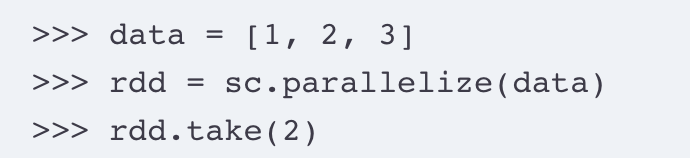 >>> data = [1, 2, 3]
>>> rdd = sc.parallelize(data)
>>> rdd.take(2)